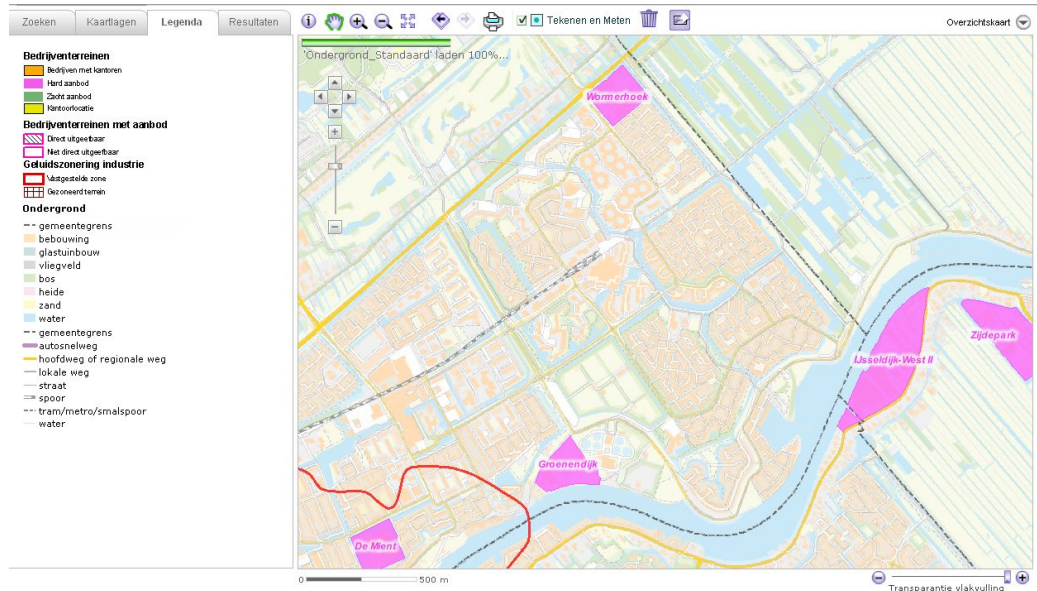 Zoeken Kaartlagen Legenda Resultaten
Tekenen en Meten
Overzichtskaart
Bedrijventerreinen
Bedrijven met kantoren
Hard aanbod
Zacht aanbod
Kantoorlocatie
Bedrijventerreinen met aanbod
Direct uitgeefbaar
Niet direct uitgeefbaar
Geluidszonering industrie
Vastgestelde zone
Gezoneerd terrein
Ondergrond
gemeentegrens
bebouwing
glastuinbouw
vliegveld
bos
heide
zand
water
gemeentegrens
autosnelweg
hoofdweg of regionale weg
lokale weg
straat
spoor
tram/metro/smalspoor
water
'Ondergrond_Standaard' laden 100%...
Wormerhoek
Zijdepark
IJsseldijk-West II
Groenendijk
De Mient
0 500 m
Transparantie vlakvulling